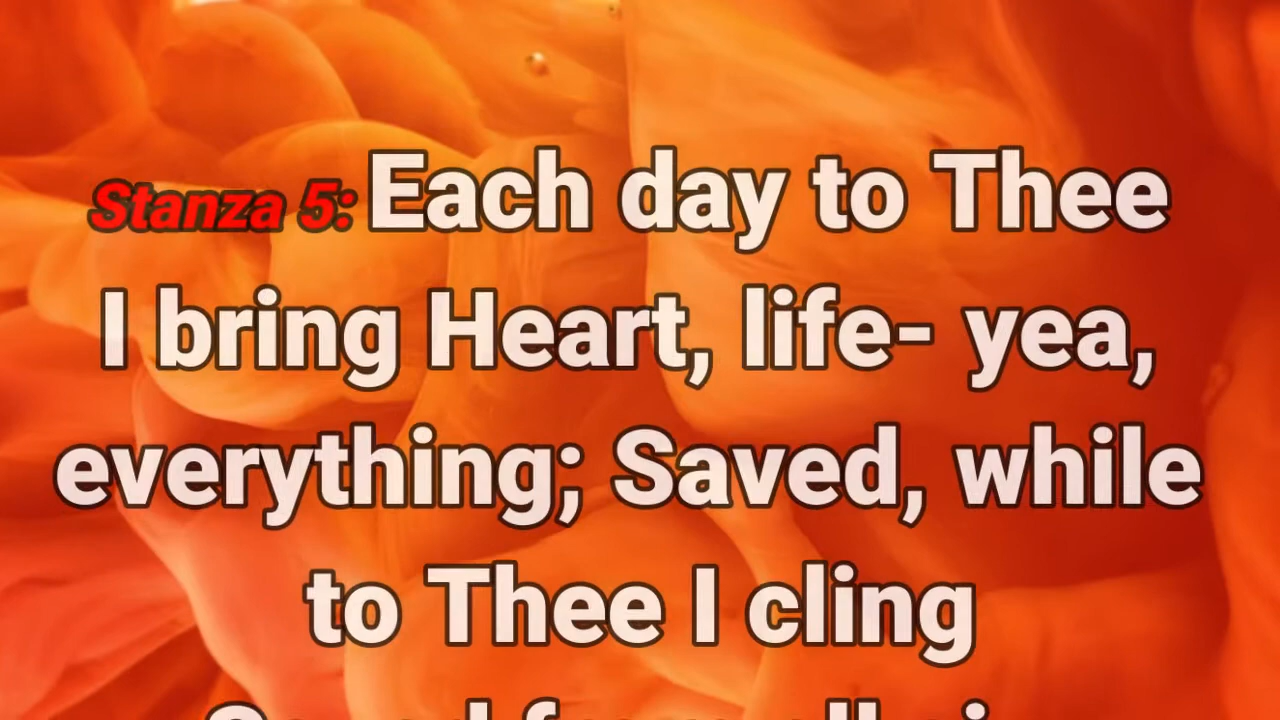 Stanza 5: Each day to Thee
I bring Heart, life- yea,
everything; Saved, while
to Thee I cling